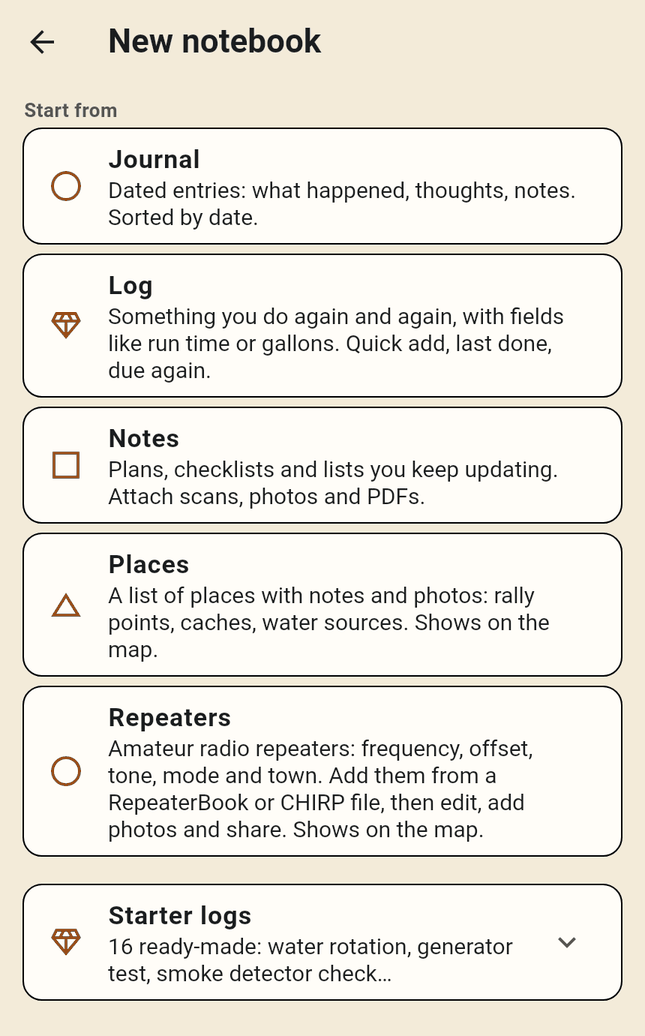 New notebook
Start from
Journal
Dated entries: what happened, thoughts, notes.
Sorted by date.
Log
Something you do again and again, with fields
like run time or gallons. Quick add, last done,
due again.
Notes
Plans, checklists and lists you keep updating.
Attach scans, photos and PDFs.
Places
A list of places with notes and photos: rally
points, caches, water sources. Shows on the
map.
Repeaters
Amateur radio repeaters: frequency, offset,
tone, mode and town. Add them from a
RepeaterBook or CHIRP file, then edit, add
photos and share. Shows on the map.
Starter logs
16 ready-made: water rotation, generator
test, smoke detector check...